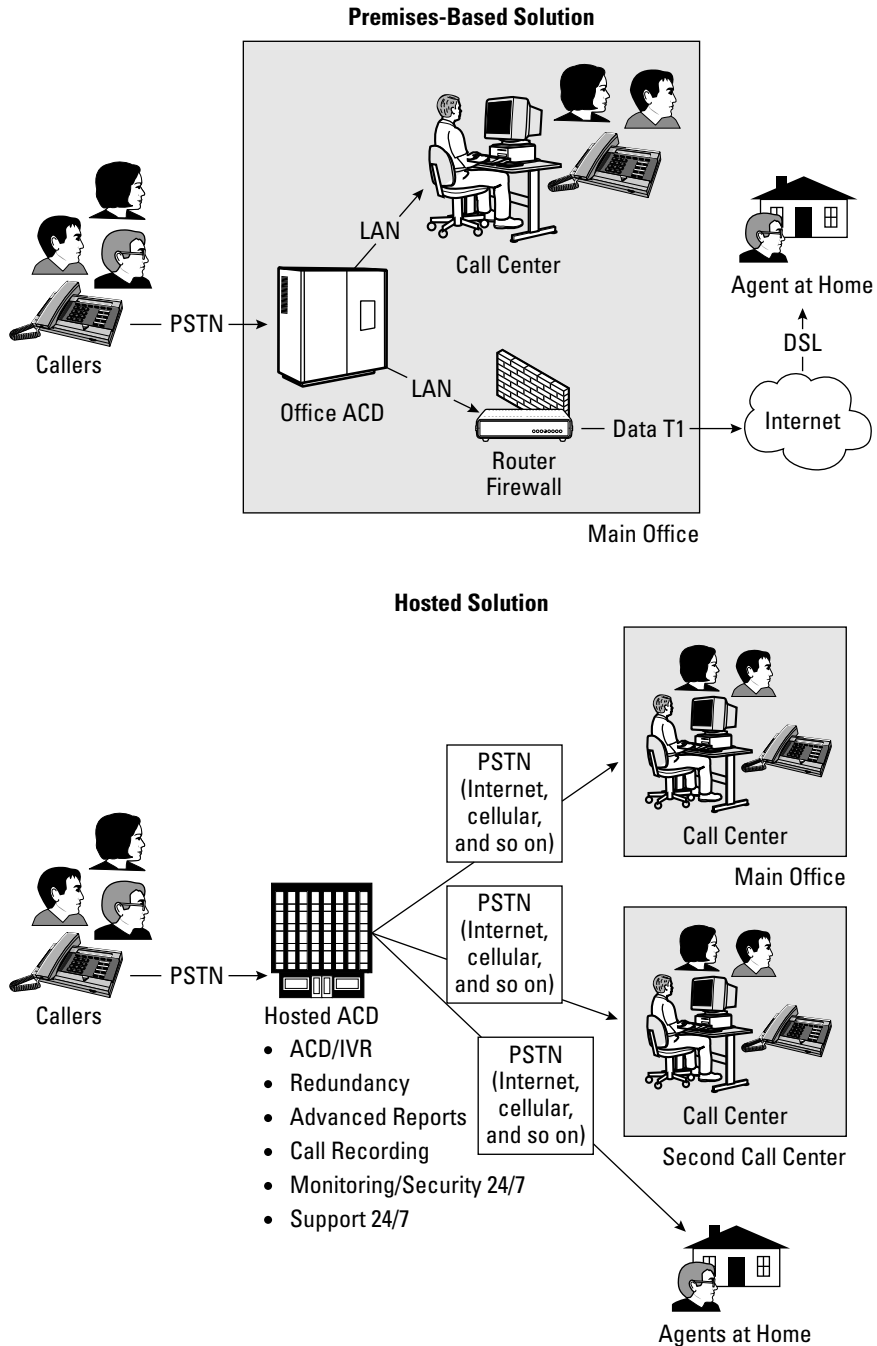 Premises-Based Solution
LAN
Call Center
Agent at Home
PSTN
Callers
DSL
Office ACD
LAN
Router
Firewall
Data T1
Internet
Main Office
Hosted Solution
PSTN
(Internet,
cellular,
and so on)
Call Center
Main Office
PSTN
(Internet,
cellular,
and so on)
PSTN
Callers
Hosted ACD
• ACD/IVR
• Redundancy
• Advanced Reports
• Call Recording
• Monitoring/Security 24/7
• Support 24/7
PSTN
(Internet,
cellular,
and so on)
Call Center
Second Call Center
Agents at Home